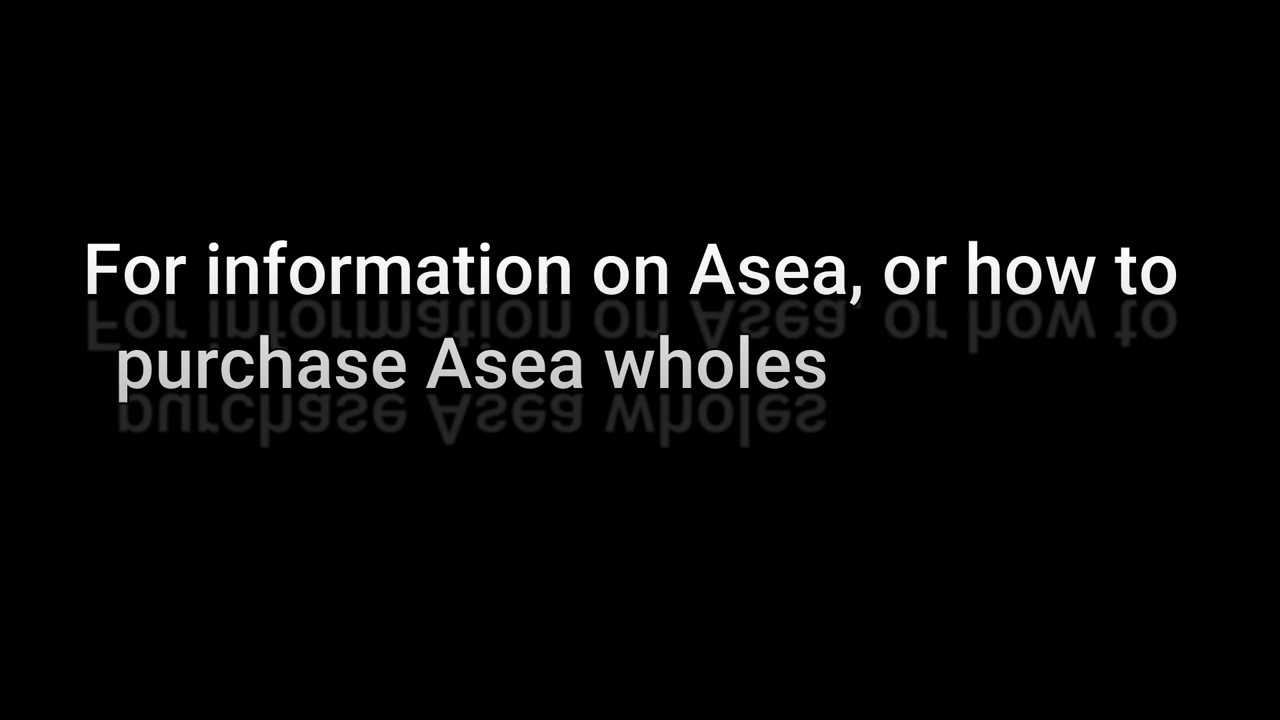 For information on Asea, or how to
purchase Asea wholes